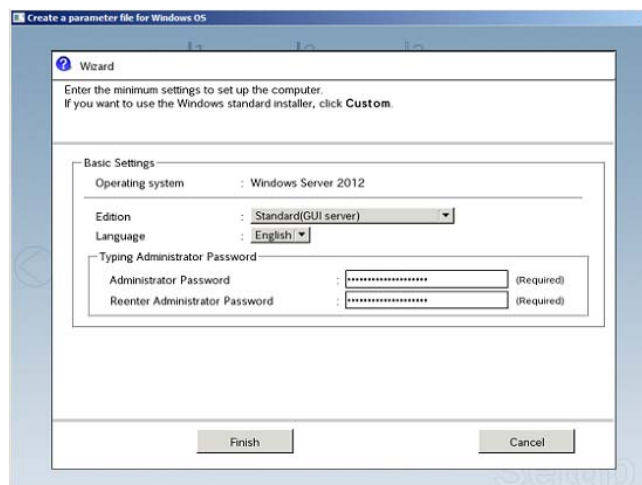 Create a parameter file for Windows OS
Wizard
Enter the minimum settings to set up the computer.
If you want to use the Windows standard installer, click Custom.
Basic Settings
Operating system : Windows Server 2012
Edition : Standard(GUI server)
Language : English
Typing Administrator Password
Administrator Password : •••••••••••••••••••• (Required)
Reenter Administrator Password : •••••••••••••••••••• (Required)
Finish Cancel